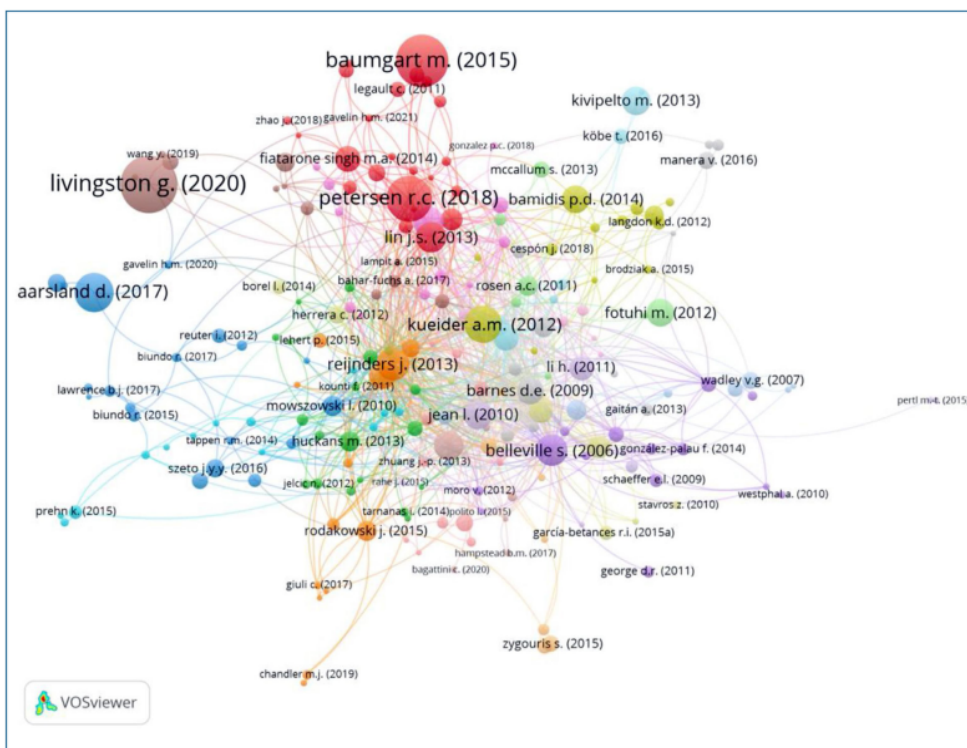 baumgart m. (2015)
legault c. (2011)
kivipelto m. (2013)
zhao j. (2018)
gavelin h.m. (2021)
köbe t. (2016)
wang y. (2019)
fiatarone singh m.a. (2014)
gonzalez p.c. (2018)
manera v. (2016)
mccallum s. (2013)
livingston g. (2020)
petersen r.c. (2018)
bamidis p.d. (2014)
langdon k.d. (2012)
lin j.s. (2013)
cespón j. (2018)
gavelin h.m. (2020)
lampit a. (2015)
brodziak a. (2015)
bahar-fuchs a. (2017)
rosen a.c. (2011)
aarsland d. (2017)
borel l. (2014)
herrera c. (2012)
fotuhi m. (2012)
kueider a.m. (2012)
reuter i. (2012)
lehert p. (2015)
biundo r. (2017)
reijnders j. (2013)
li h. (2011)
wadley v.g. (2007)
kounti f. (2011)
lawrence b.j. (2017)
barnes d.e. (2009)
pertl m.-t. (2015)
mowszowski l. (2010)
gaitán a. (2013)
biundo r. (2015)
jean l. (2010)
tappen r.m. (2014)
huckans m. (2013)
belleville s. (2006)
gonzález-palau f. (2014)
zhuang j.-p. (2013)
szeto j.y.y. (2016)
jelcic n. (2012)
rahe j. (2015)
schaeffer e.l. (2009)
moro v. (2012)
westphal a. (2010)
prehn k. (2015)
tarnanas i. (2014)
polito l. (2015)
stavros z. (2010)
rodakowski j. (2015)
garcía-betances r.i. (2015a)
hampstead b.m. (2017)
giuli c. (2017)
bagattini c. (2020)
george d.r. (2011)
zygouris s. (2015)
chandler m.j. (2019)
VOSviewer